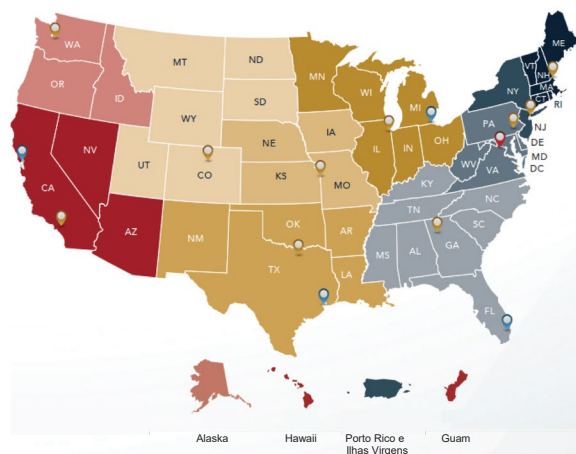 WA
MT
ND
ME
OR
ID
MN
VT
NH
SD
WI
NY
MA
WY
MI
CT
RI
IA
PA
NJ
NV
NE
OH
UT
IL
IN
DE
CO
MD
WV
CA
KS
MO
VA
DC
KY
NC
TN
AZ
NM
OK
AR
SC
TX
MS
AL
GA
LA
FL
Alaska
Hawaii
Porto Rico e
Ilhas Virgens
Guam